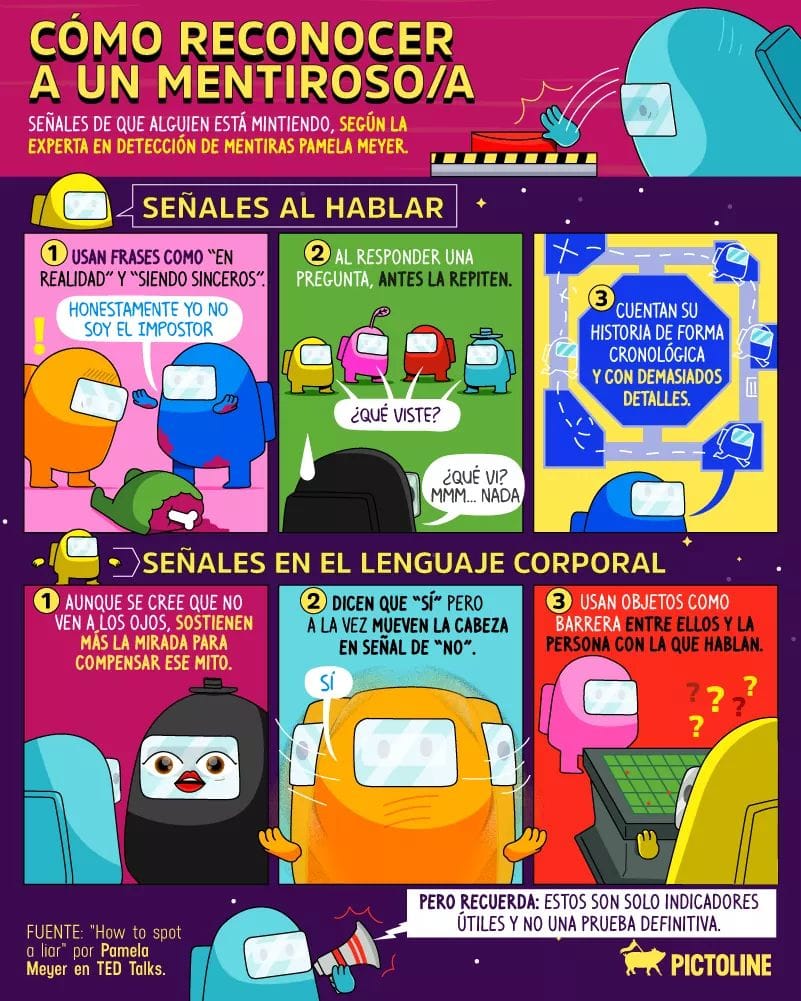 CÓMO RECONOCER
A UN MENTIROSO/A
SEÑALES DE QUE ALGUIEN ESTÁ MINTIENDO, SEGÚN LA
EXPERTA EN DETECCIÓN DE MENTIRAS PAMELA MEYER.
SEÑALES AL HABLAR
1 USAN FRASES COMO "EN
REALIDAD" Y "SIENDO SINCEROS".
HONESTAMENTE YO NO
SOY EL IMPOSTOR
!
2 AL RESPONDER UNA
PREGUNTA, ANTES LA REPITEN.
¿QUÉ VISTE?
¿QUÉ VI?
MMM... NADA
3 CUENTAN SU
HISTORIA DE FORMA
CRONOLÓGICA
Y CON DEMASIADOS
DETALLES.
SEÑALES EN EL LENGUAJE CORPORAL
1 AUNQUE SE CREE QUE NO
VEN A LOS OJOS, SOSTIENEN
MÁS LA MIRADA PARA
COMPENSAR ESE MITO.
2 DICEN QUE "SÍ" PERO
A LA VEZ MUEVEN LA CABEZA
EN SEÑAL DE "NO".
SÍ
3 USAN OBJETOS COMO
BARRERA ENTRE ELLOS Y LA
PERSONA CON LA QUE HABLAN.
? ? ? ?
?
PERO RECUERDA: ESTOS SON SOLO INDICADORES
ÚTILES Y NO UNA PRUEBA DEFINITIVA.
FUENTE: "How to spot
a liar" por Pamela
Meyer en TED Talks.
PICTOLINE